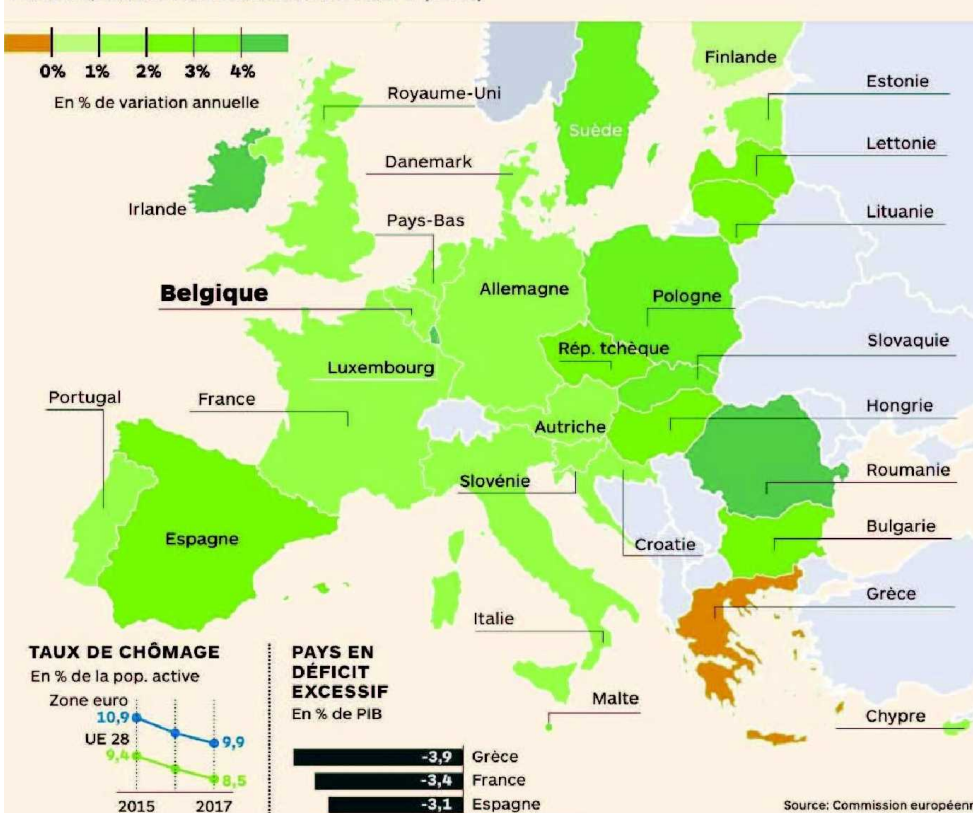 0% 1% 2% 3% 4%
En % de variation annuelle
Finlande
Estonie
Royaume-Uni
Suède
Lettonie
Danemark
Irlande
Pays-Bas
Lituanie
Belgique
Allemagne
Pologne
Rép. tchèque
Slovaquie
Luxembourg
Portugal
France
Hongrie
Autriche
Roumanie
Slovénie
Espagne
Croatie
Bulgarie
Grèce
Italie
Malte
Chypre
TAUX DE CHÔMAGE
En % de la pop. active
Zone euro
10,9
9,9
UE 28
9,4
8,5
2015 2017
PAYS EN
DÉFICIT
EXCESSIF
En % de PIB
-3,9 Grèce
-3,4 France
-3,1 Espagne
Source: Commission européenn